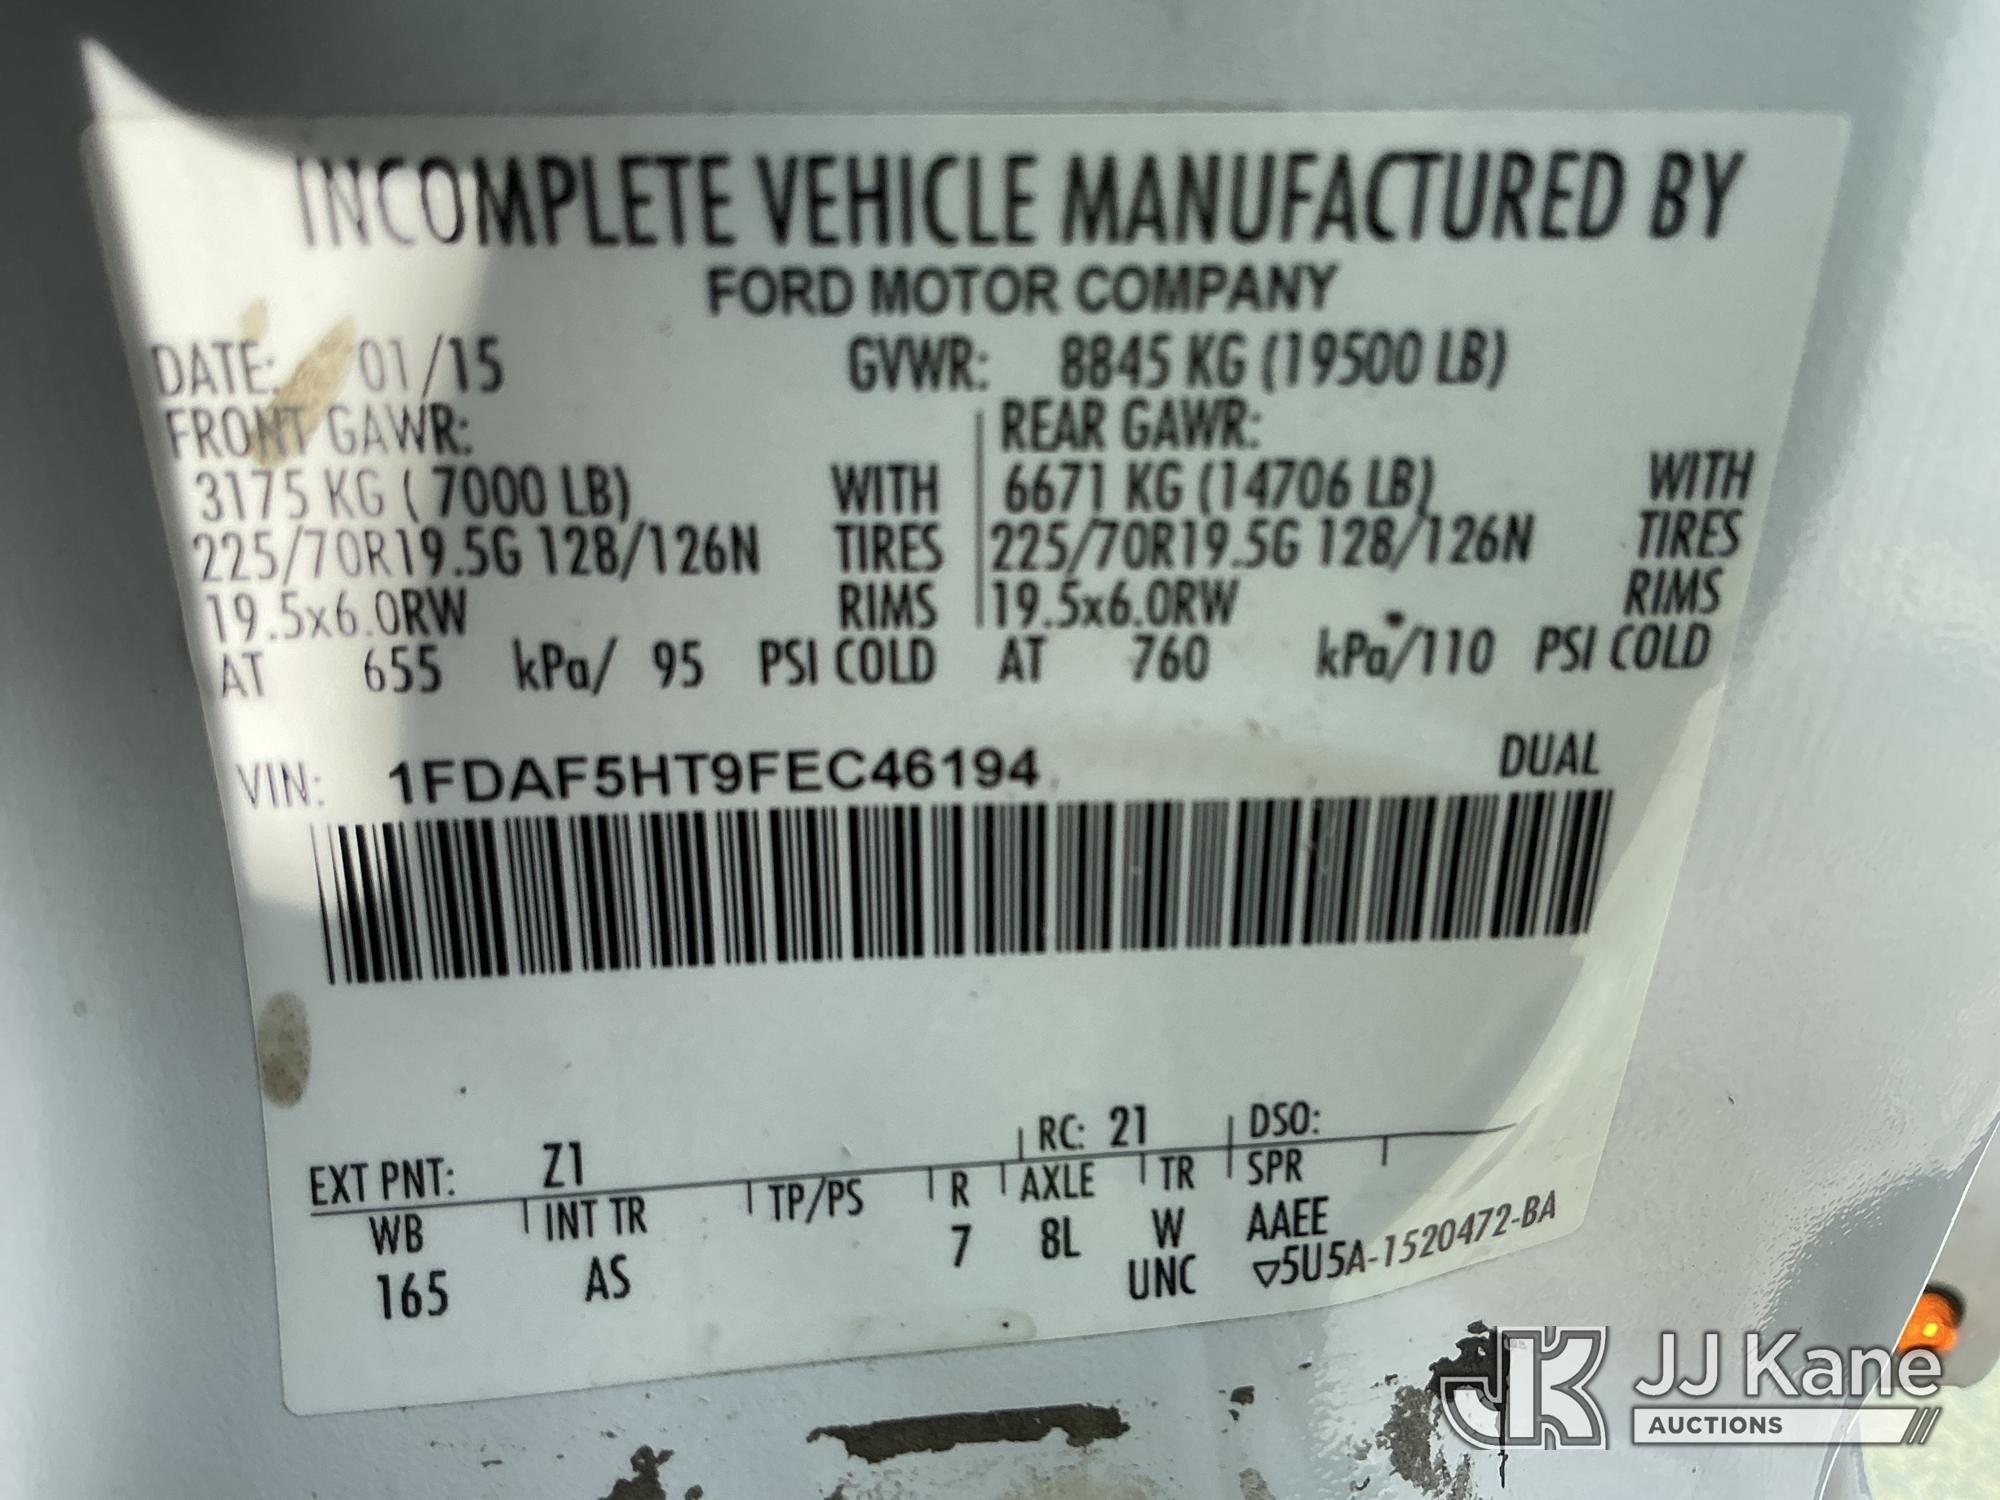 INCOMPLETE VEHICLE MANUFACTURED BY
FORD MOTOR COMPANY
DATE: 01/15 GVWR: 8845 KG (19500 LB)
FRONT GAWR: REAR GAWR:
3175 KG ( 7000 LB) WITH 6671 KG (14706 LB) WITH
225/70R19.5G 128/126N TIRES 225/70R19.5G 128/126N TIRES
19.5x6.0RW RIMS 19.5x6.0RW RIMS
AT 655 kPa/ 95 PSI COLD AT 760 kPa/110 PSI COLD
VIN: 1FDAF5HT9FEC46194 DUAL
EXT PNT: Z1 RC: 21 DSO:
WB INT TR TP/PS R AXLE TR SPR
165 AS 7 8L W AAEE
UNC ▽5U5A-1520472-BA
JK JJ Kane
AUCTIONS